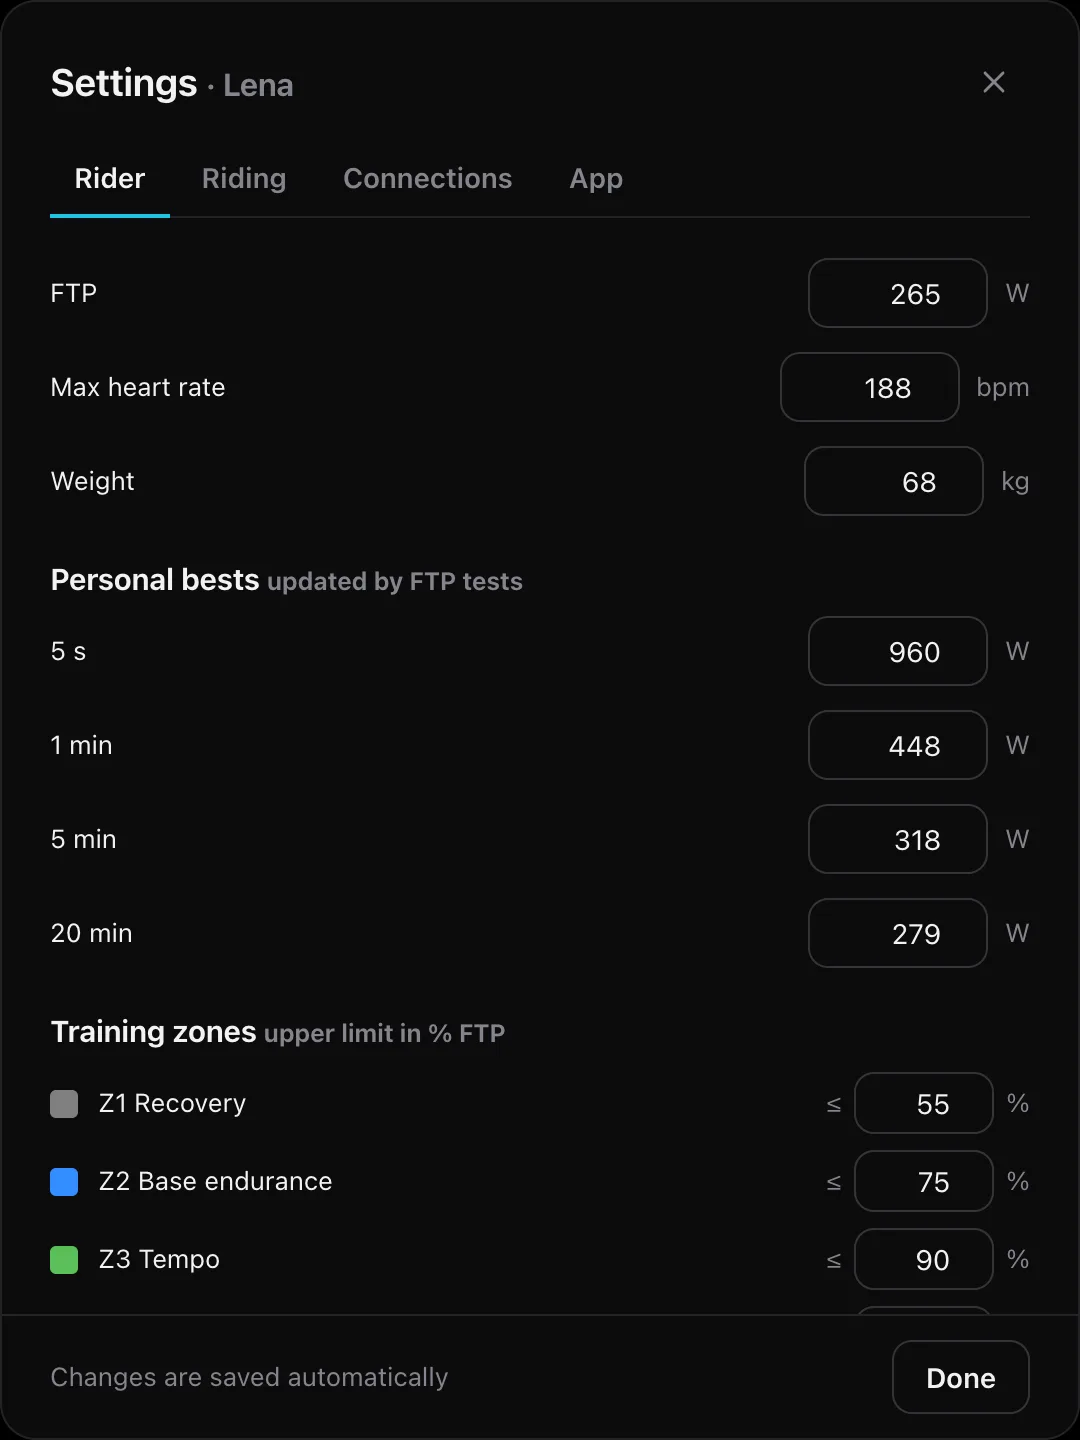 Settings · Lena
Rider Riding Connections App
FTP 265 W
Max heart rate 188 bpm
Weight 68 kg
Personal bests updated by FTP tests
5 s 960 W
1 min 448 W
5 min 318 W
20 min 279 W
Training zones upper limit in % FTP
Z1 Recovery ≤ 55 %
Z2 Base endurance ≤ 75 %
Z3 Tempo ≤ 90 %
Changes are saved automatically Done